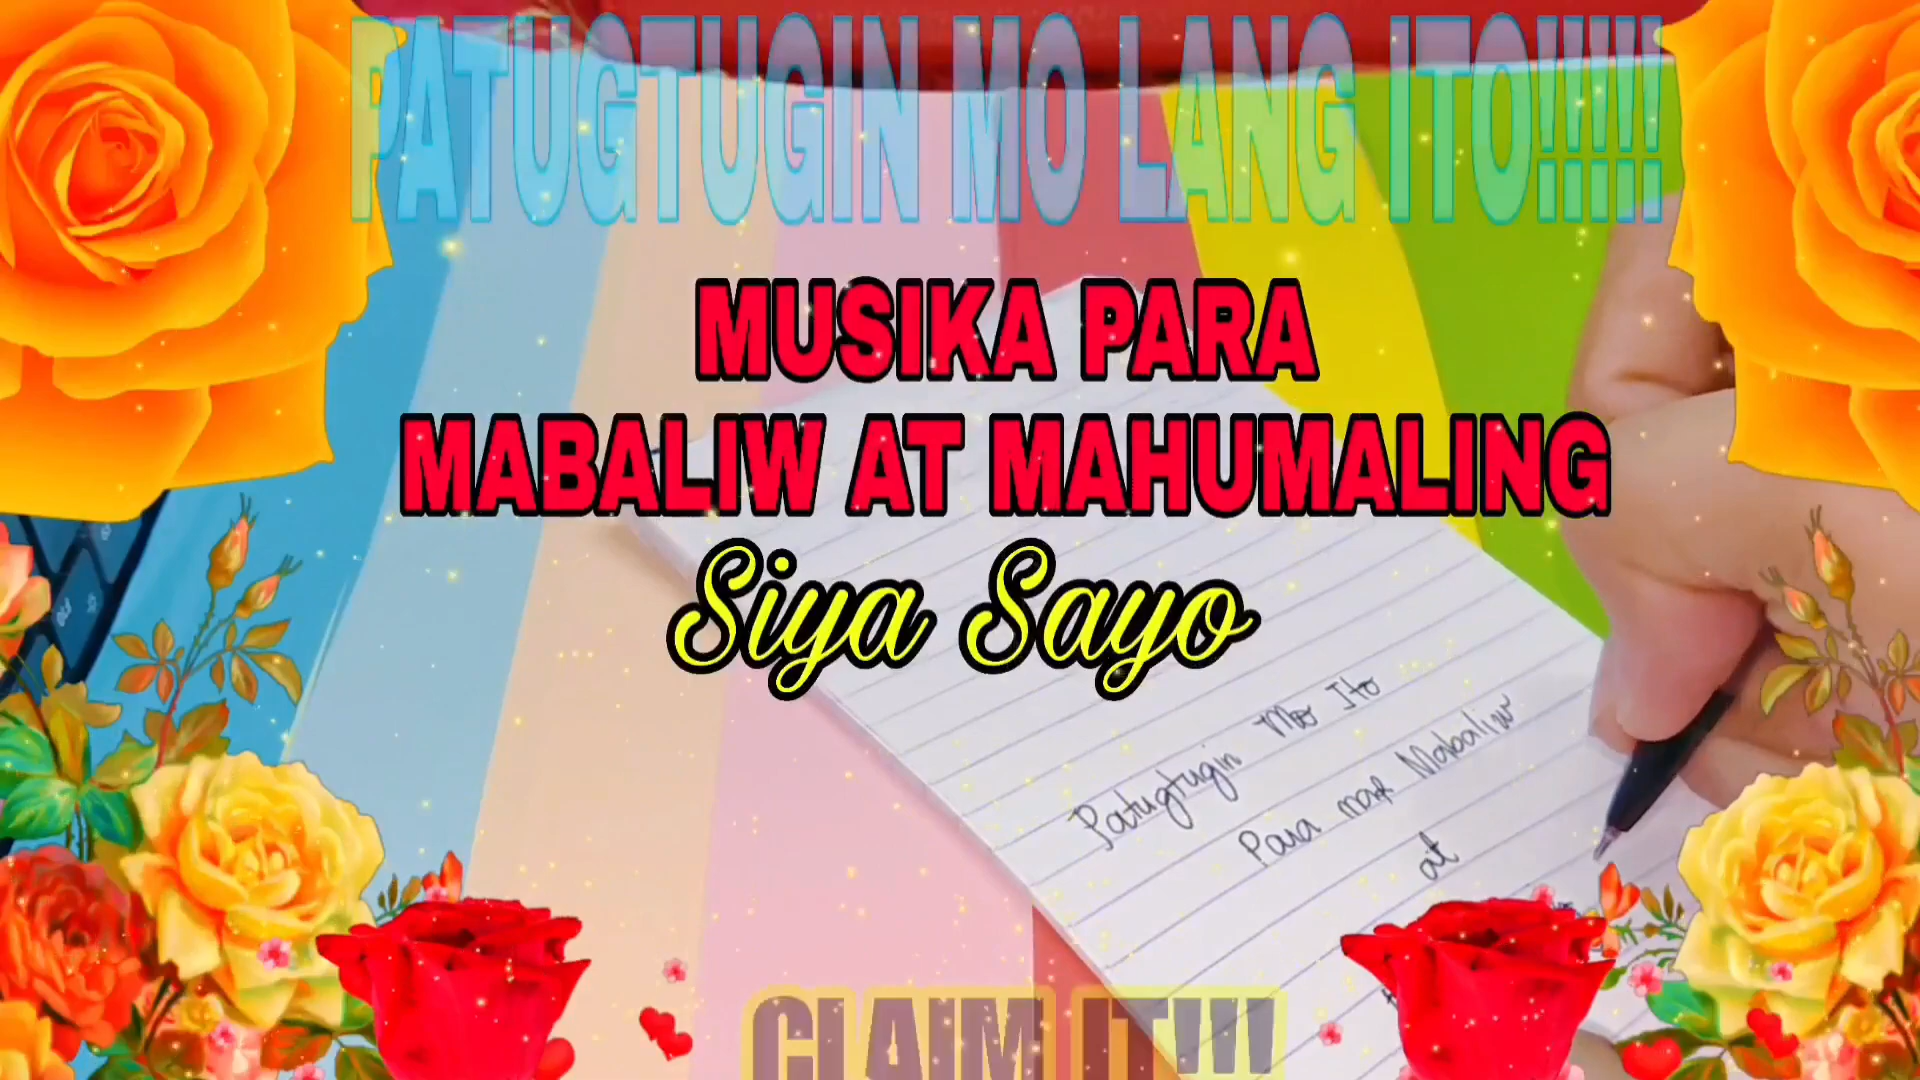 PATUGTUGIN MO LANG ITO!!!!!
MUSIKA PARA
MABALIW AT MAHUMALING
Siya Sayo
Patugtugin Mo Ito
Para mas Mabaliw
at
CLAIM IT!!!